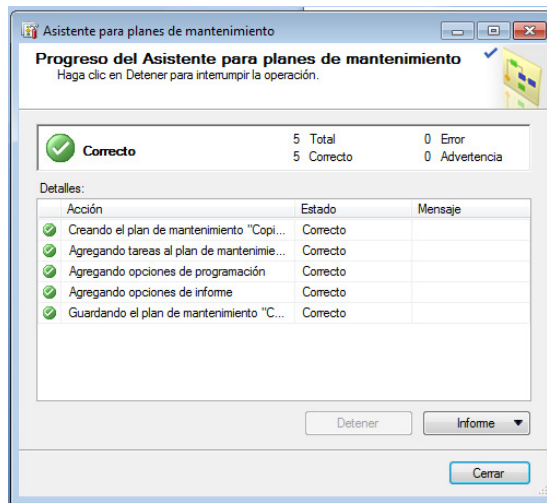 Asistente para planes de mantenimiento
Progreso del Asistente para planes de mantenimiento
Haga clic en Detener para interrumpir la operación.
Correcto
5 Total
0 Error
5 Correcto
0 Advertencia
Detalles:
Acción Estado Mensaje
Creando el plan de mantenimiento "Copi... Correcto
Agregando tareas al plan de mantenimie... Correcto
Agregando opciones de programación Correcto
Agregando opciones de informe Correcto
Guardando el plan de mantenimiento "C... Correcto
Detener
Informe
Cerrar